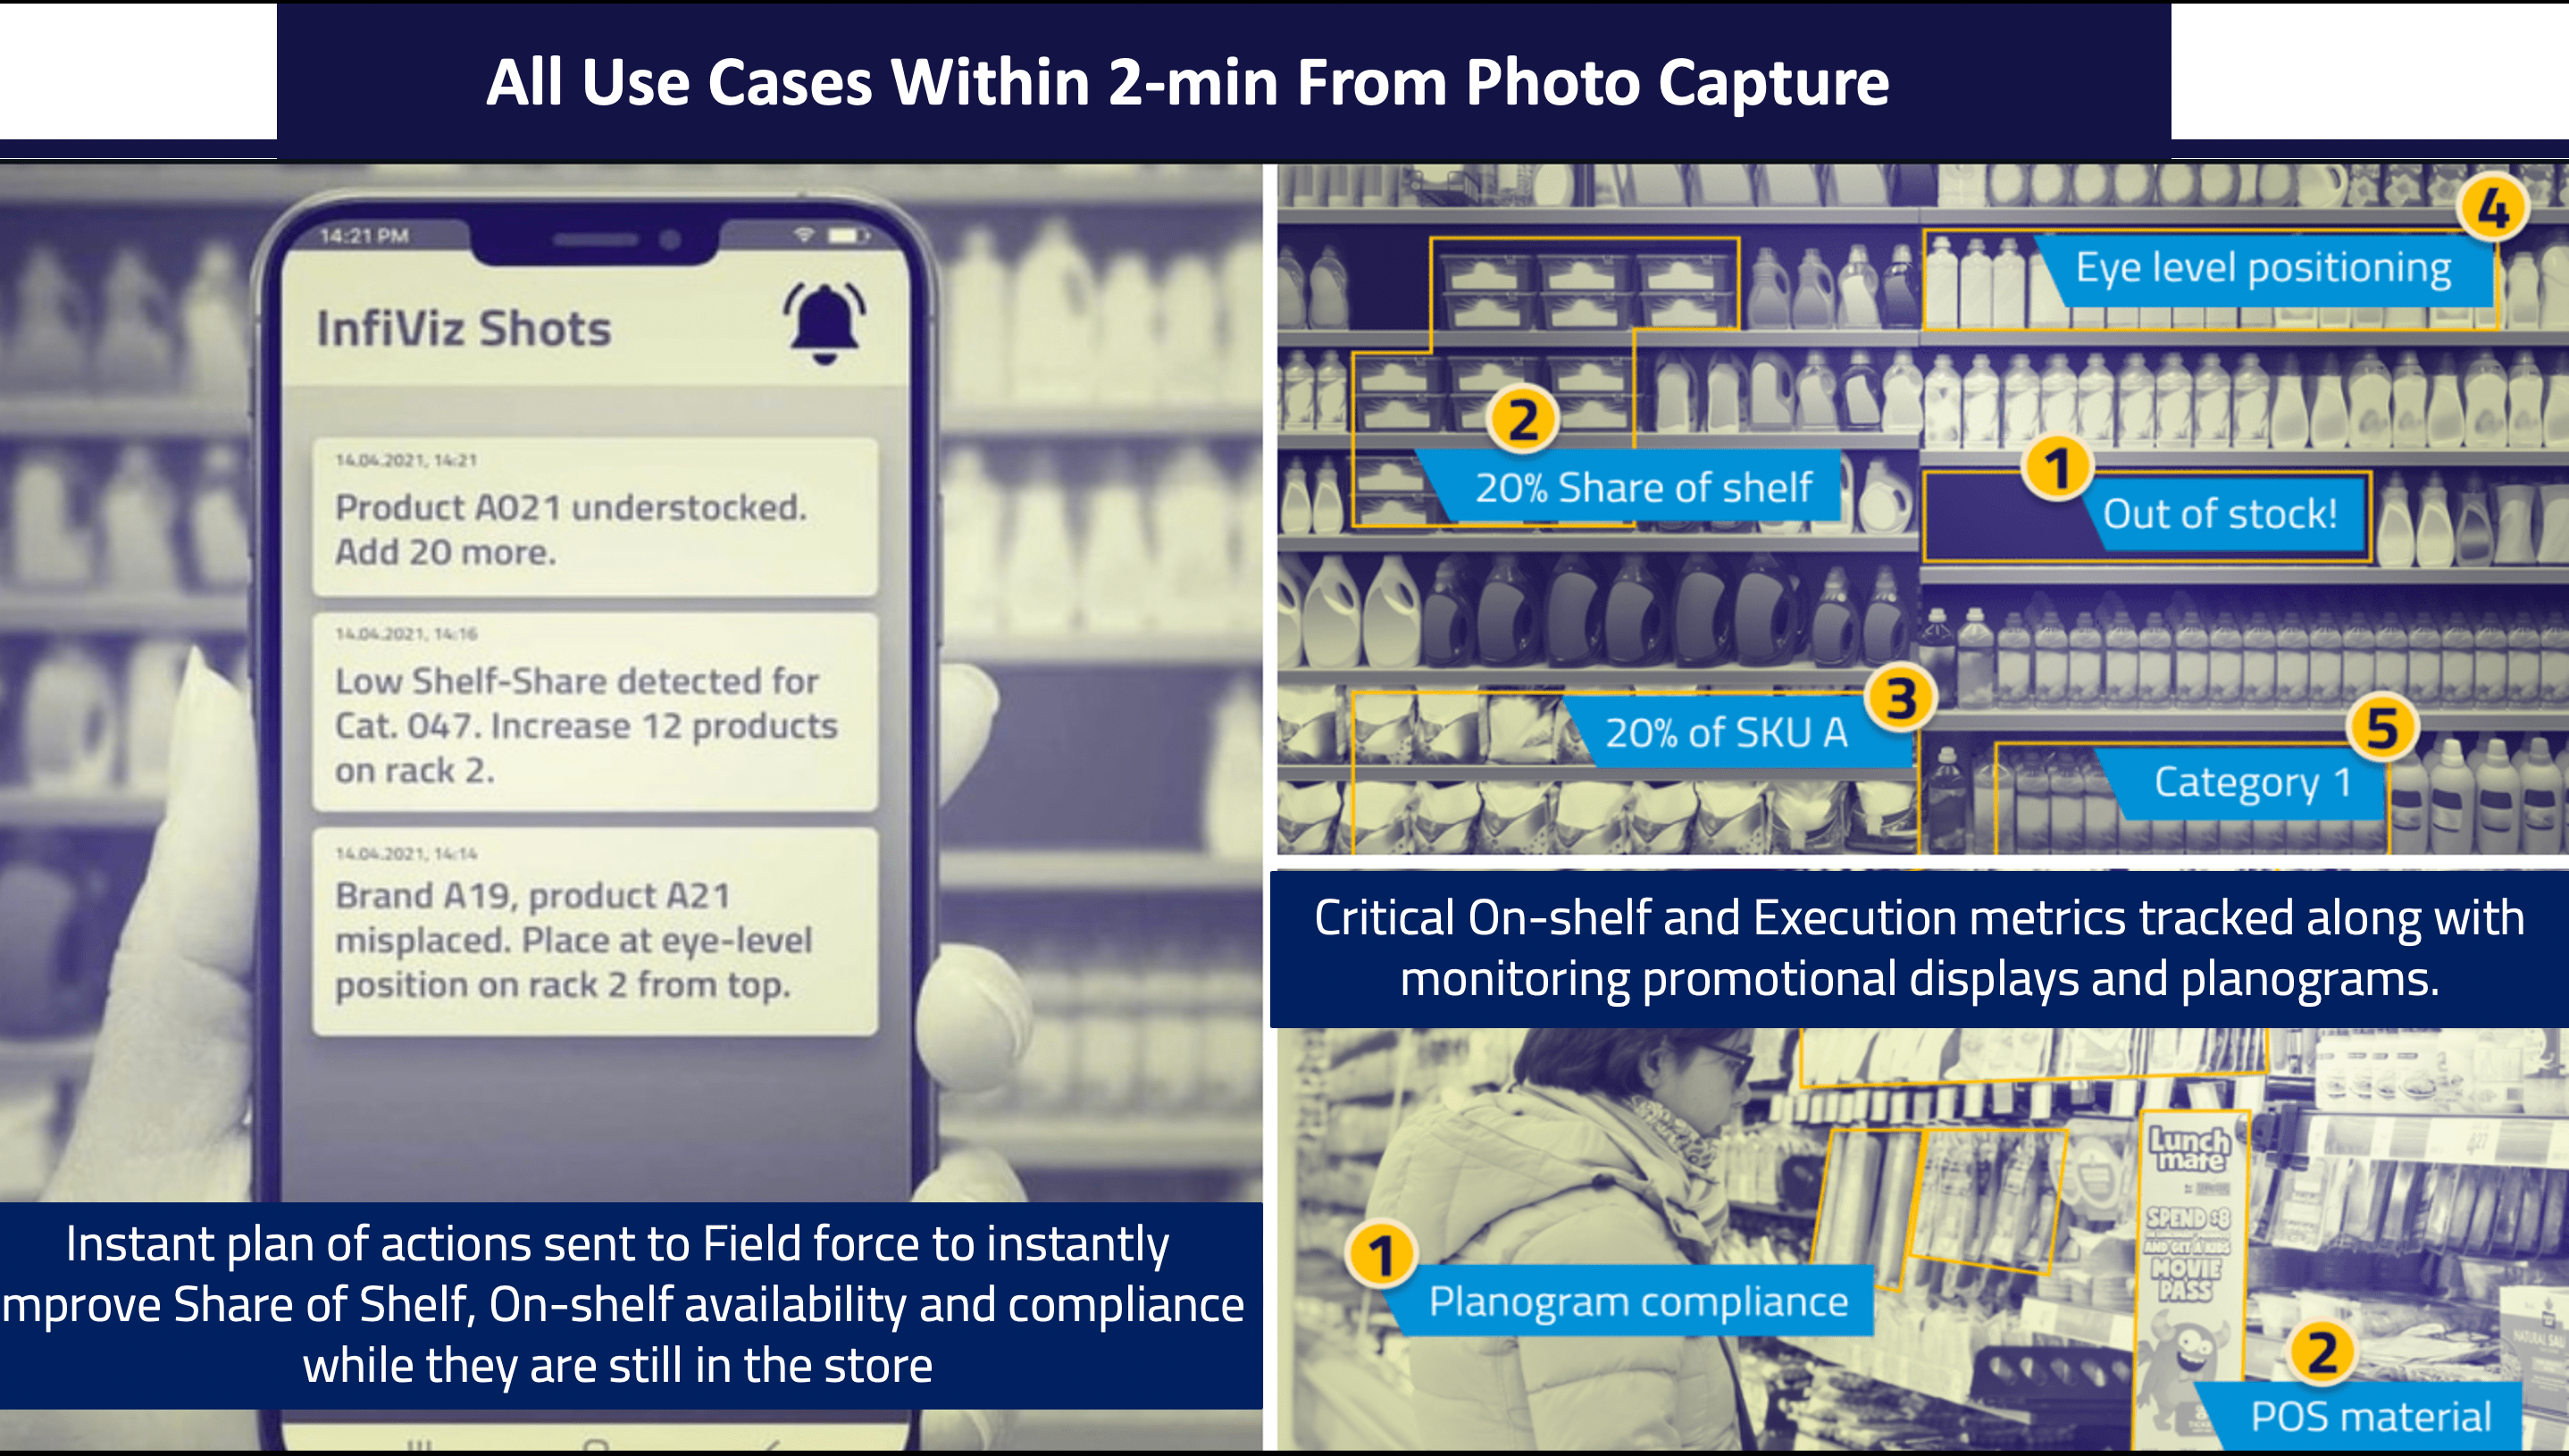 All Use Cases Within 2-min From Photo Capture
14:21 PM
InfiViz Shots
14.04.2021, 14:21
Product A021 understocked.
Add 20 more.
14.04.2021, 14:16
Low Shelf-Share detected for
Cat. 047. Increase 12 products
on rack 2.
14.04.2021, 14:14
Brand A19, product A21
misplaced. Place at eye-level
position on rack 2 from top.
Instant plan of actions sent to Field force to instantly
mprove Share of Shelf, On-shelf availability and compliance
while they are still in the store
4
Eye level positioning
2
20% Share of shelf
1
Out of stock!
3
20% of SKU A
5
Category 1
Critical On-shelf and Execution metrics tracked along with
monitoring promotional displays and planograms.
1
Planogram compliance
Lunch
mate
SPEND $8
AND GET A KIDS
MOVIE
PASS
2
POS material